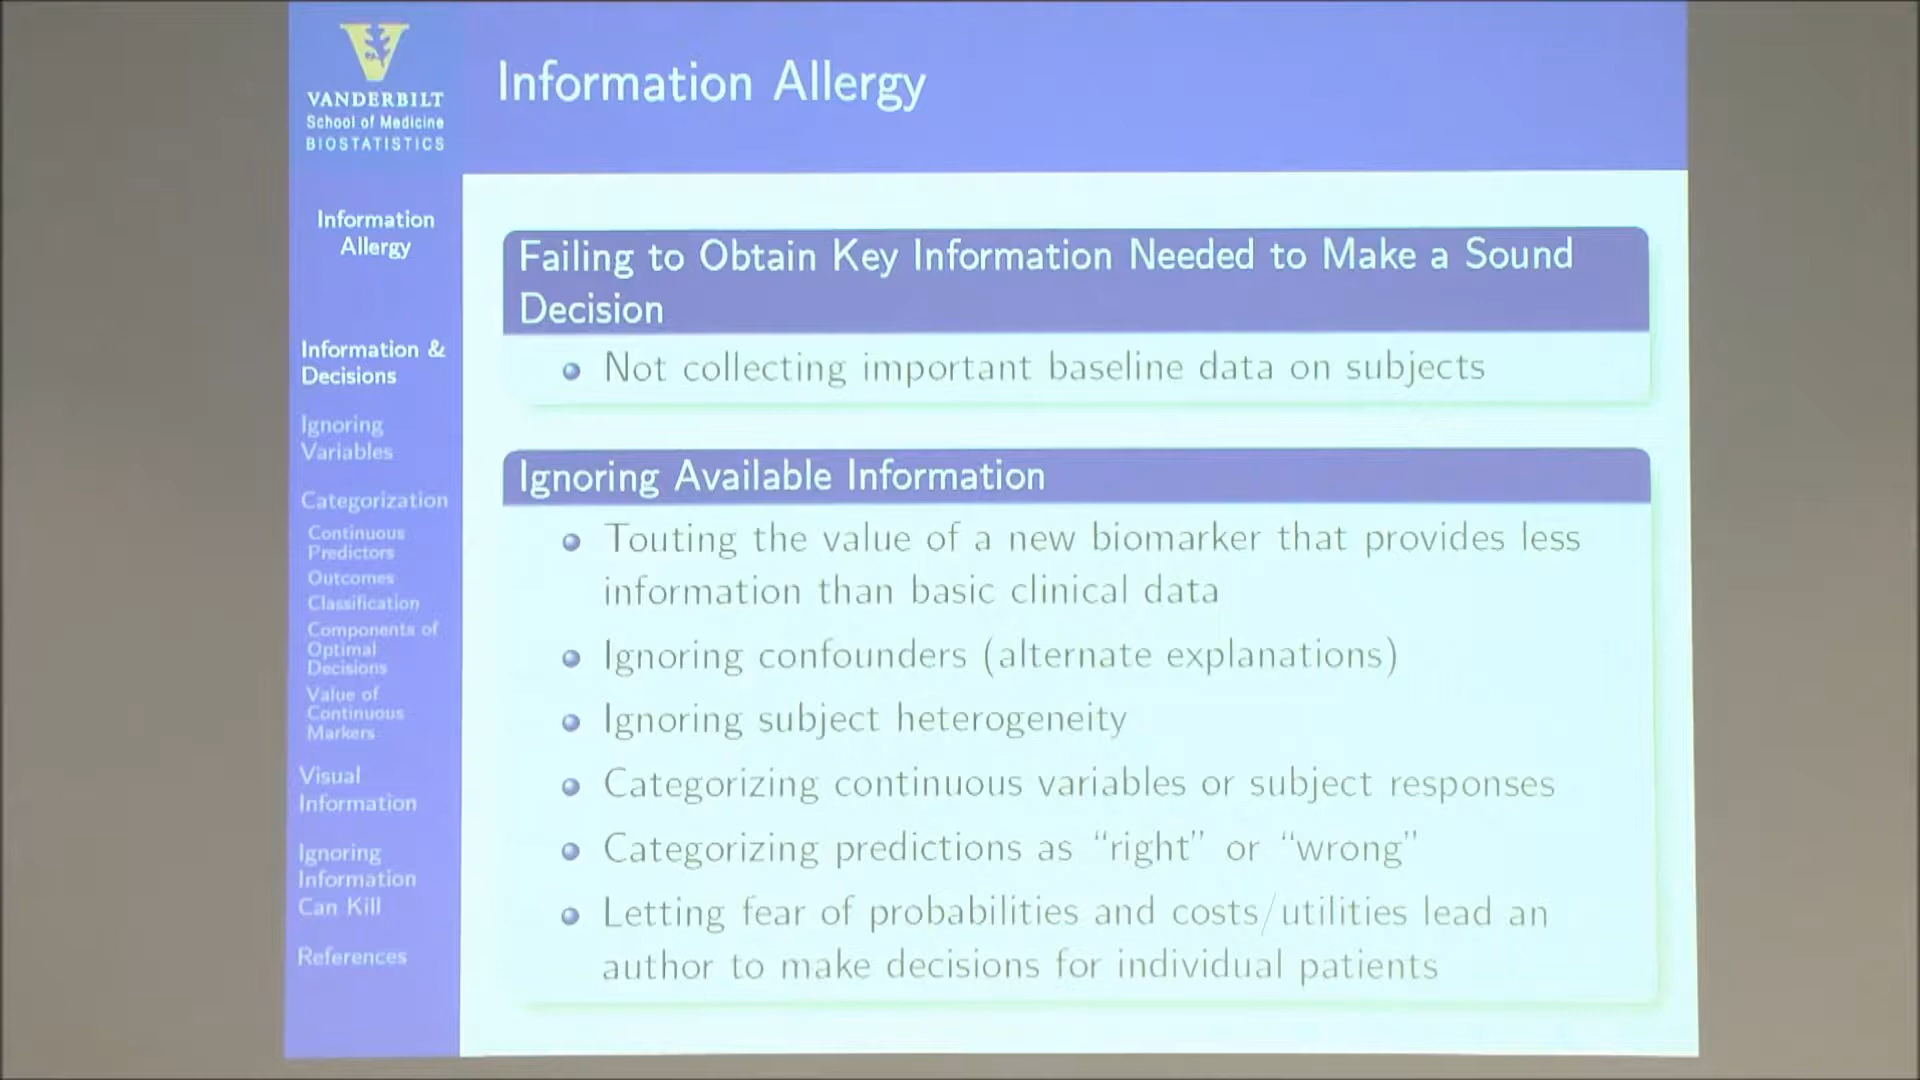 VANDERBILT
School of Medicine
BIOSTATISTICS
Information Allergy
Information
Allergy
Information &
Decisions
Ignoring
Variables
Categorization
Continuous
Predictors
Outcomes
Classification
Components of
Optimal
Decisions
Value of
Continuous
Markers
Visual
Information
Ignoring
Information
Can Kill
References
Failing to Obtain Key Information Needed to Make a Sound
Decision
Not collecting important baseline data on subjects
Ignoring Available Information
Touting the value of a new biomarker that provides less
information than basic clinical data
Ignoring confounders (alternate explanations)
Ignoring subject heterogeneity
Categorizing continuous variables or subject responses
Categorizing predictions as “right” or “wrong”
Letting fear of probabilities and costs/utilities lead an
author to make decisions for individual patients